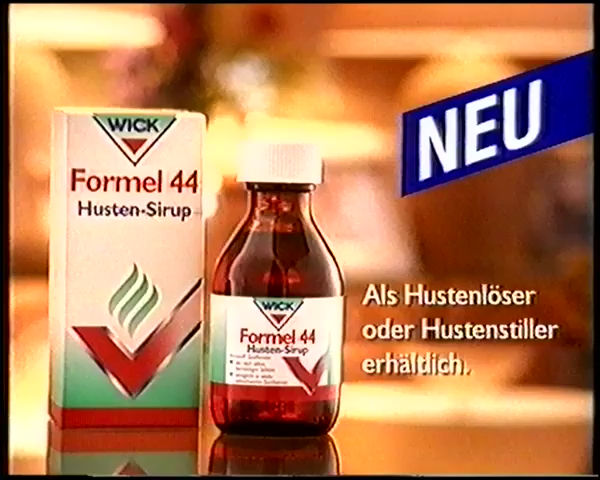 WICK
Formel 44
Husten-Sirup
NEU
WICK
Formel 44
Husten-Sirup
Als Hustenlöser
oder Hustenstiller
erhältlich.